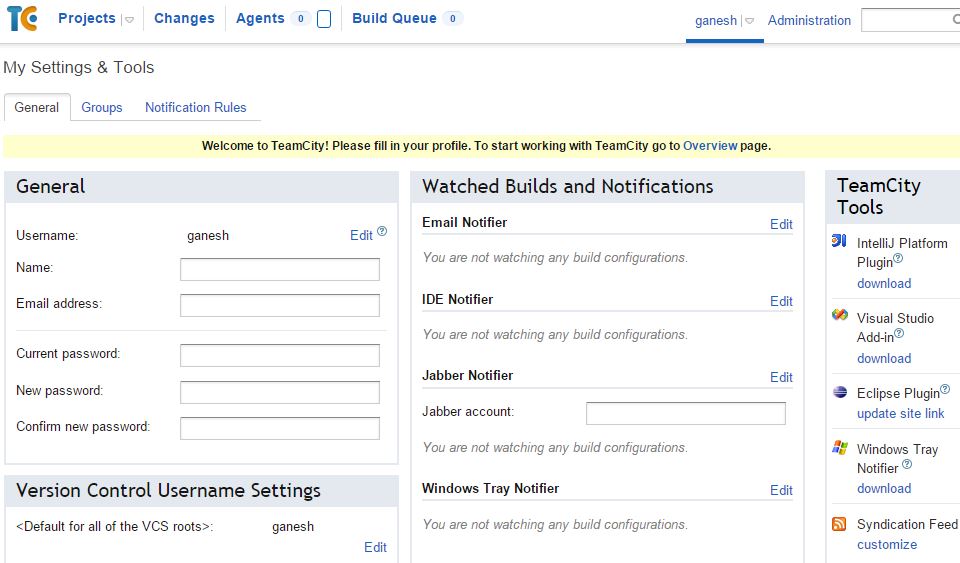 TC Projects Changes Agents 0 Build Queue 0 ganesh Administration
My Settings & Tools
General Groups Notification Rules
Welcome to TeamCity! Please fill in your profile. To start working with TeamCity go to Overview page.
General
Username: ganesh Edit ?
Name:
Email address:
Current password:
New password:
Confirm new password:
Version Control Username Settings
<Default for all of the VCS roots>: ganesh
Edit
Watched Builds and Notifications
Email Notifier Edit
You are not watching any build configurations.
IDE Notifier Edit
You are not watching any build configurations.
Jabber Notifier Edit
Jabber account:
You are not watching any build configurations.
Windows Tray Notifier Edit
You are not watching any build configurations.
TeamCity
Tools
IntelliJ Platform
Plugin ?
download
Visual Studio
Add-in ?
download
Eclipse Plugin ?
update site link
Windows Tray
Notifier ?
download
Syndication Feed
customize